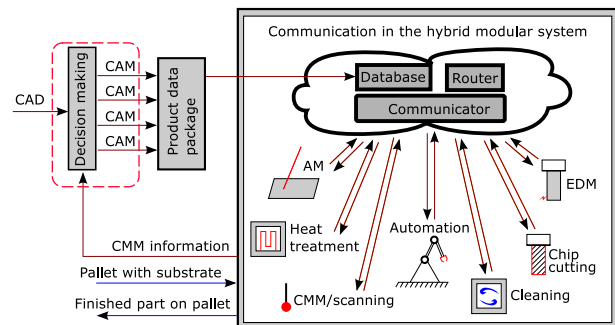 Communication in the hybrid modular system
CAD
Decision making
CAM
CAM
CAM
CAM
Product data
package
Database
Router
Communicator
AM
EDM
Heat
treatment
Automation
Chip
cutting
CMM/scanning
Cleaning
CMM information
Pallet with substrate
Finished part on pallet